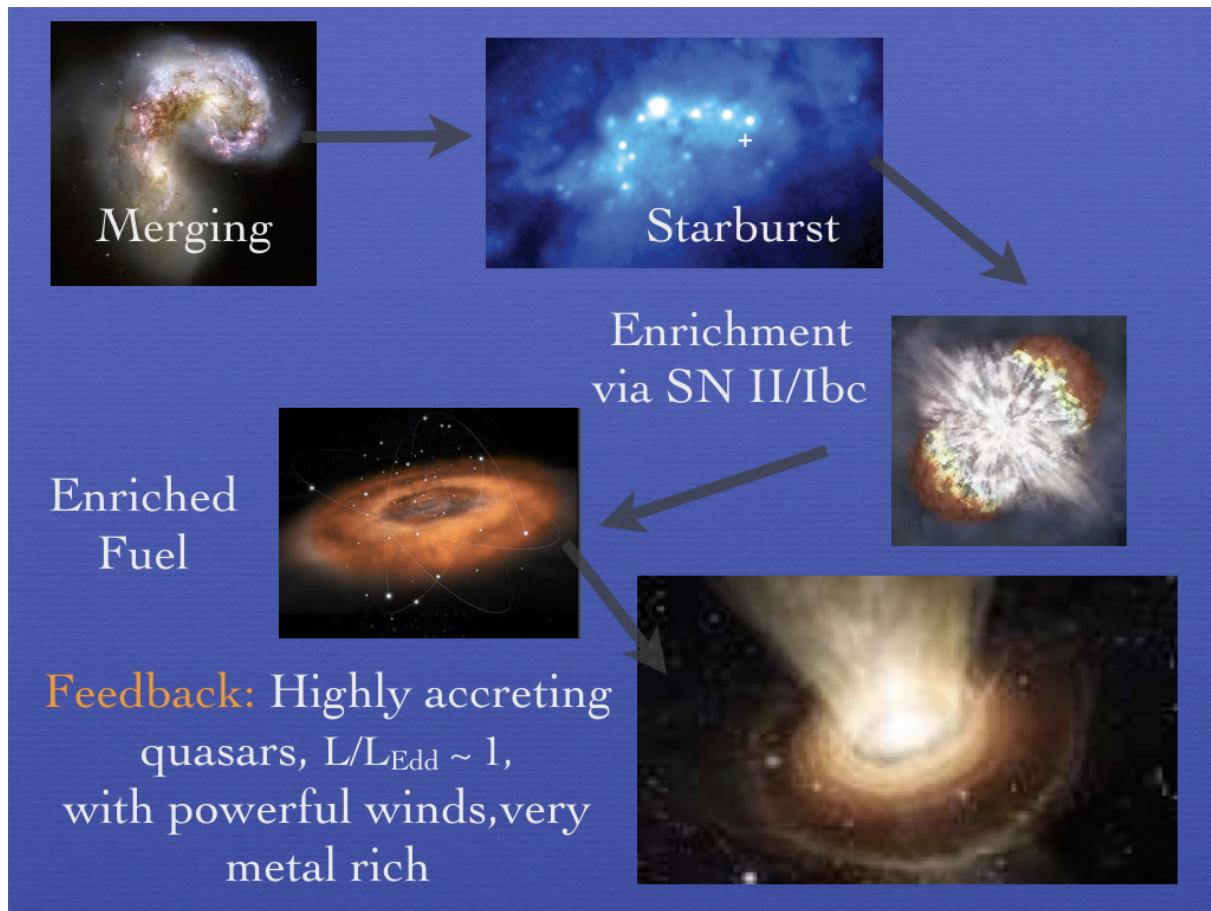 Merging
Starburst
Enrichment
via SN II/Ibc
Enriched
Fuel
Feedback: Highly accreting
quasars, L/LEdd ~ 1,
with powerful winds,very
metal rich